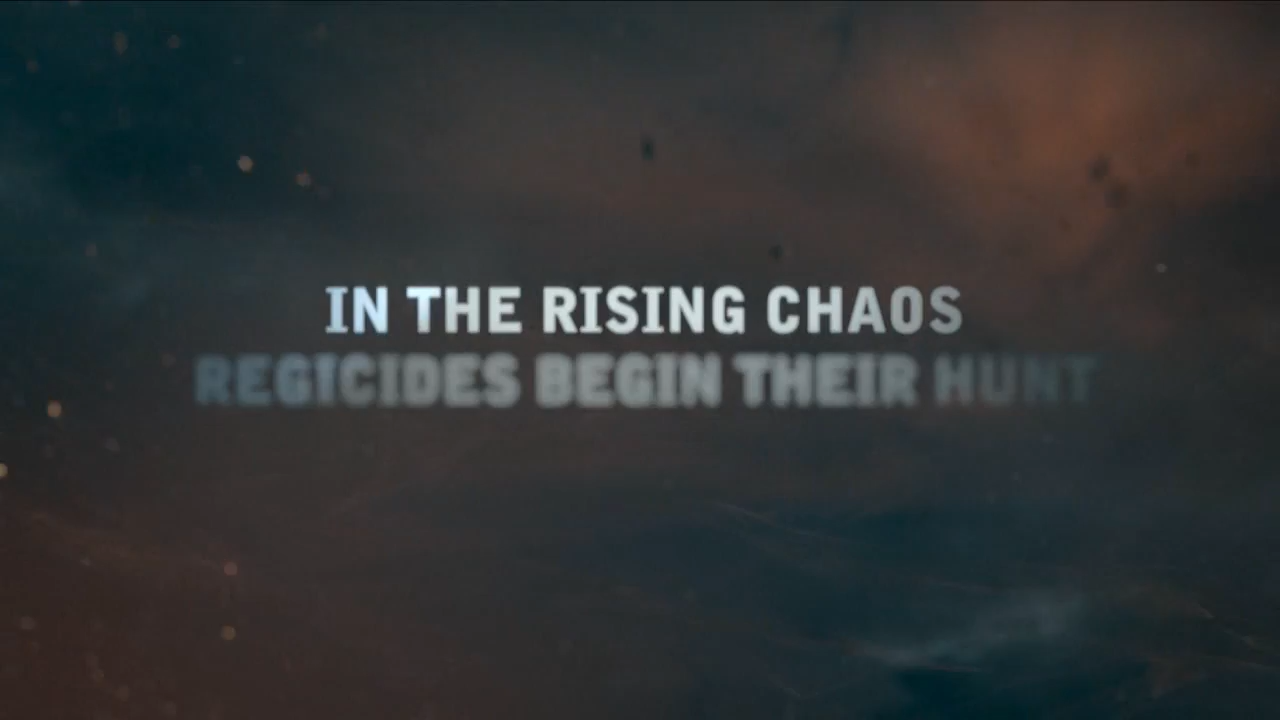 IN THE RISING CHAOS
REGICIDES BEGIN THEIR HUNT